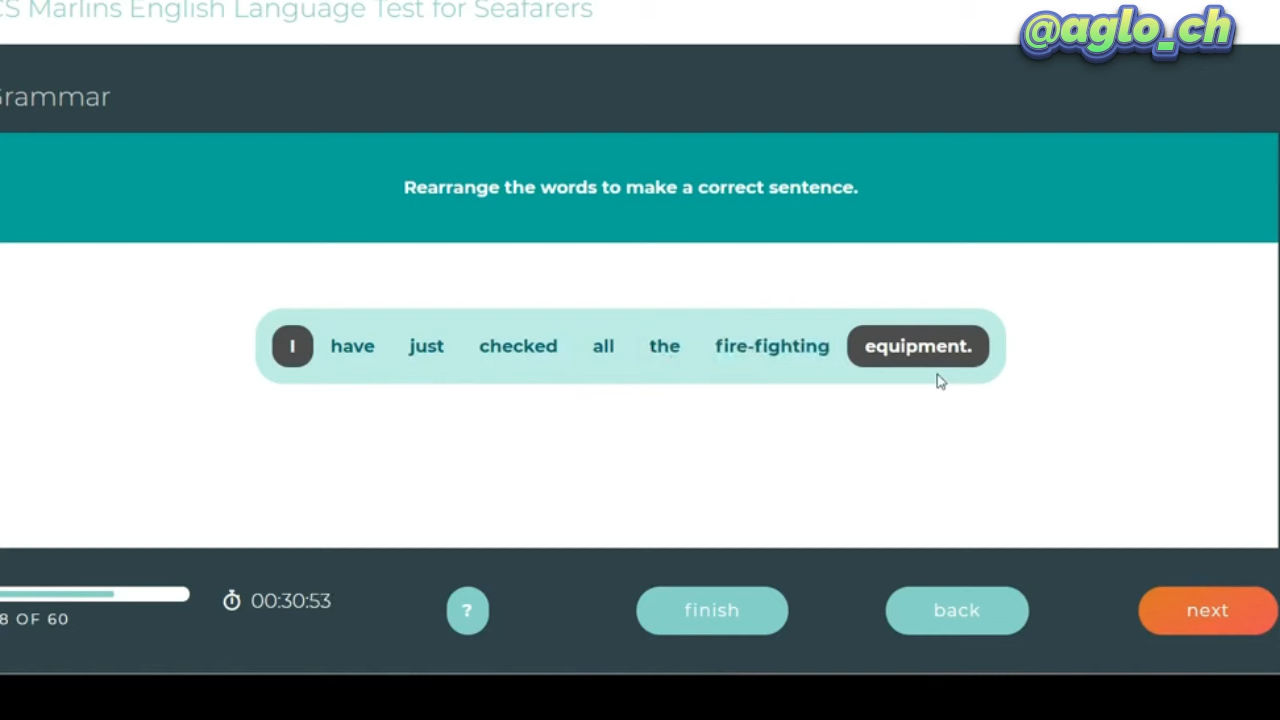 CS Marlins English Language Test for Seafarers
@aglo_ch
Grammar
Rearrange the words to make a correct sentence.
I have just checked all the fire-fighting equipment.
00:30:53
? finish back next
8 OF 60